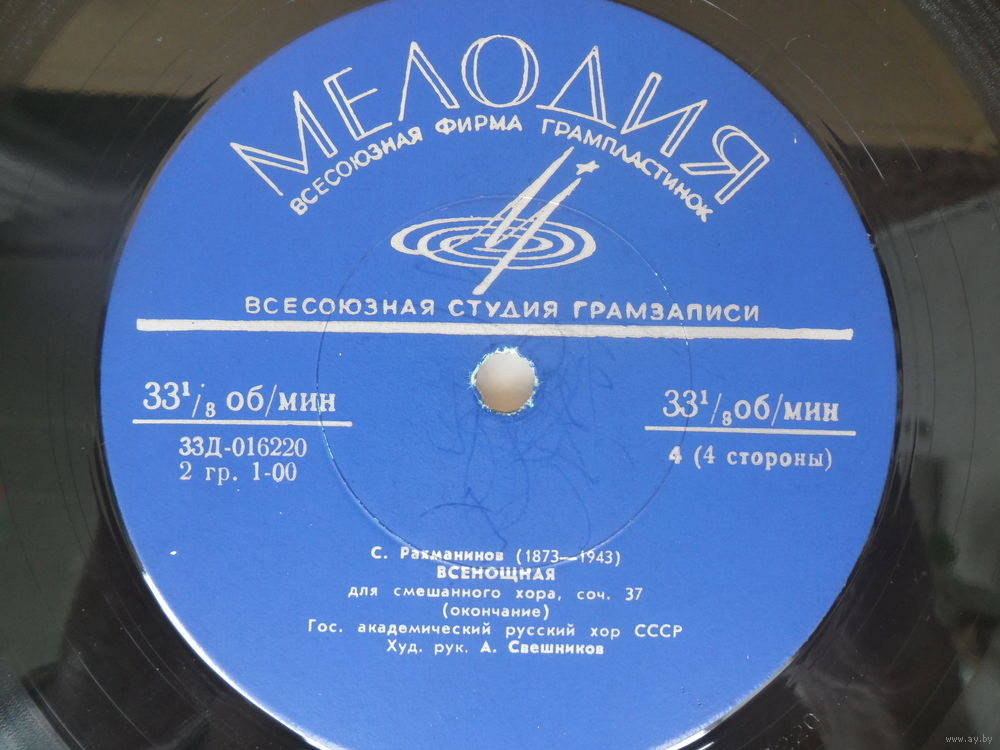 МЕЛОДИЯ
ВСЕСОЮЗНАЯ ФИРМА ГРАМПЛАСТИНОК
ВСЕСОЮЗНАЯ СТУДИЯ ГРАМЗАПИСИ
33¹/₃ об/мин
33¹/₃ об/мин
33Д-016220
4 (4 стороны)
2 гр. 1-00
С. Рахманинов (1873—1943)
ВСЕНОЩНАЯ
для смешанного хора, соч. 37
(окончание)
Гос. академический русский хор СССР
Худ. рук. А. Свешников
www.ay.by